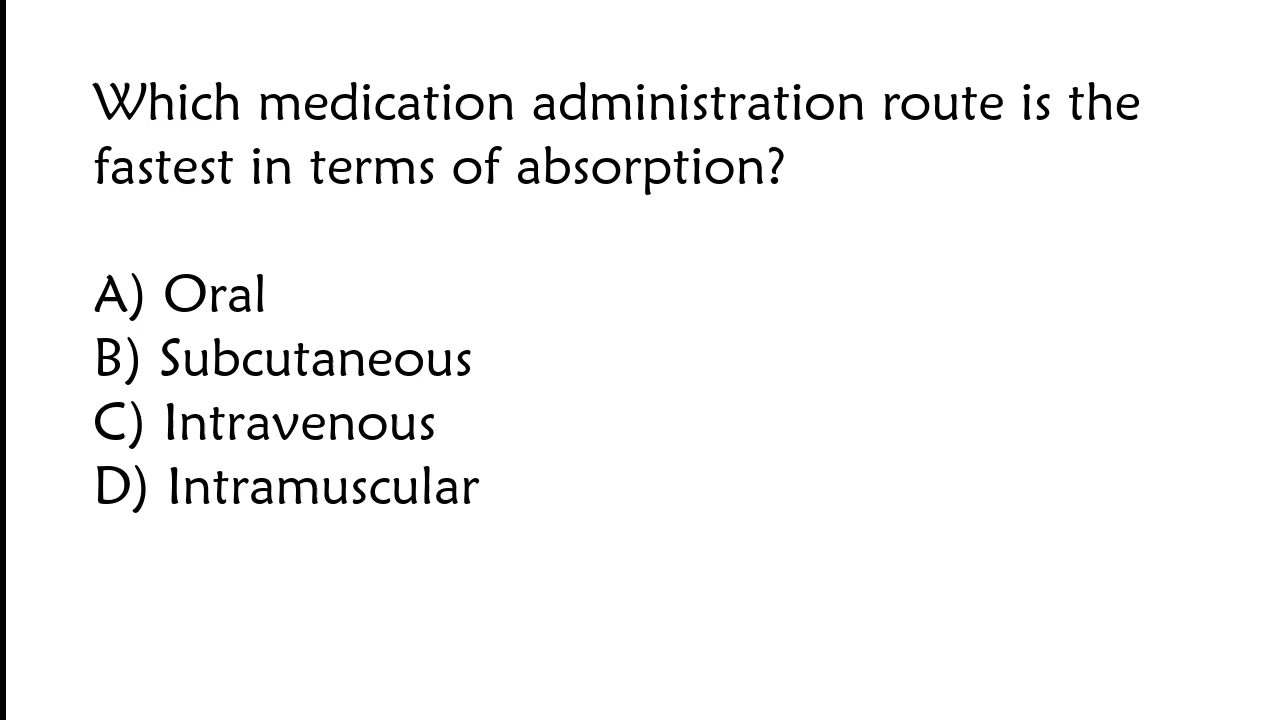 Which medication administration route is the
fastest in terms of absorption?
A) Oral
B) Subcutaneous
C) Intravenous
D) Intramuscular